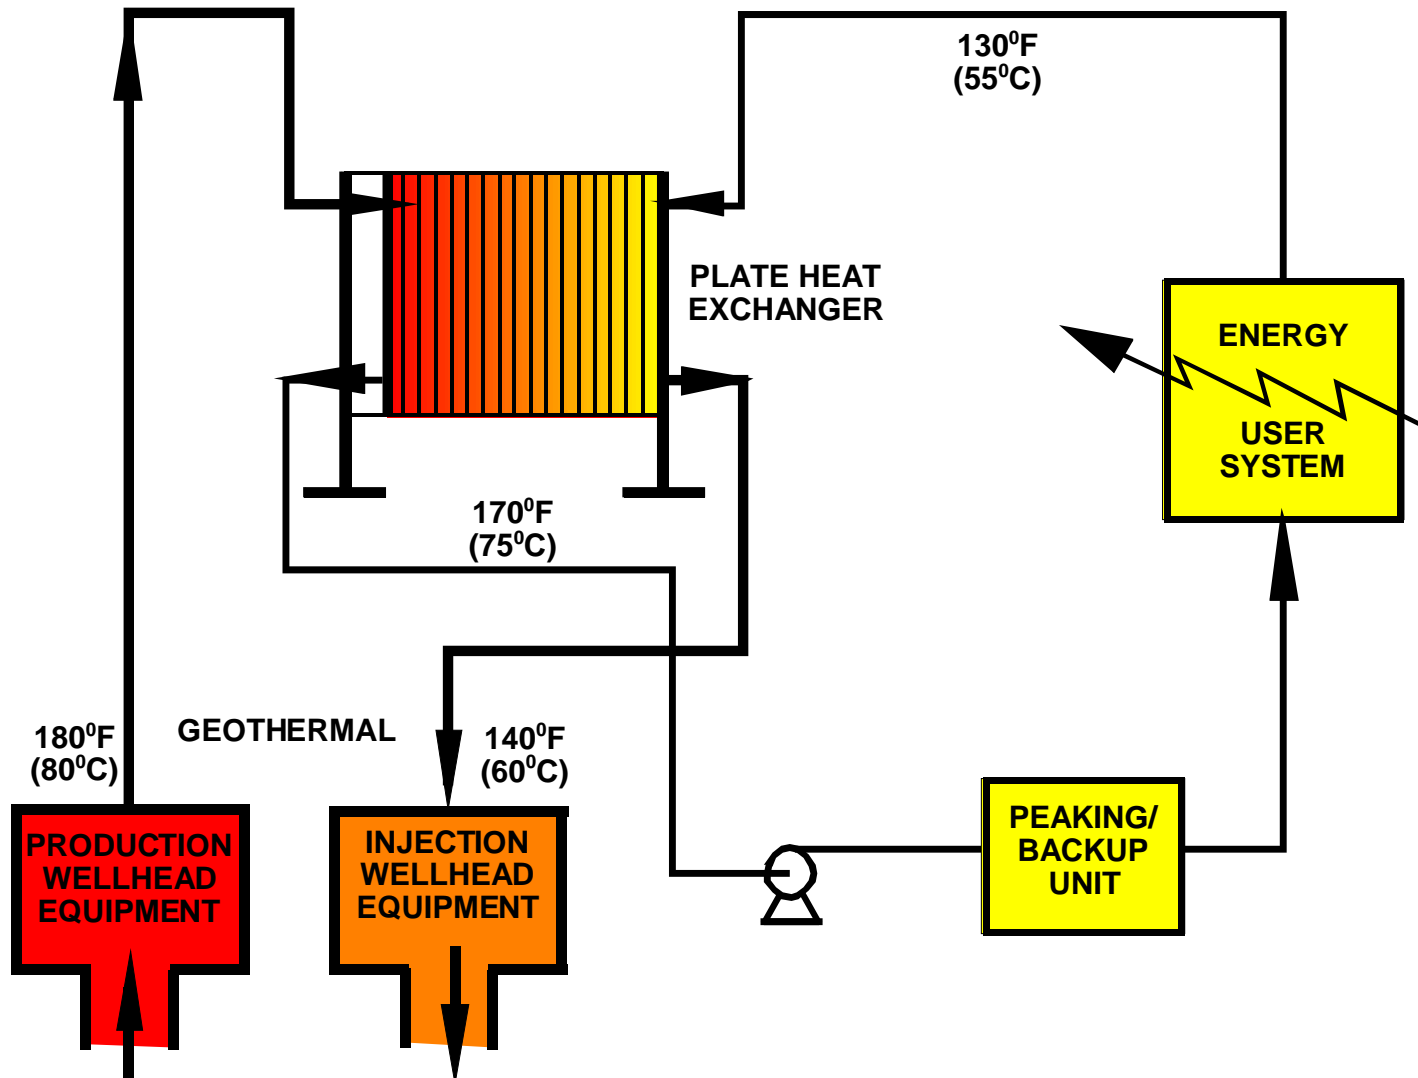 130⁰F
(55⁰C)
PLATE HEAT
EXCHANGER
ENERGY
USER
SYSTEM
170⁰F
(75⁰C)
180⁰F
(80⁰C)
GEOTHERMAL
140⁰F
(60⁰C)
PRODUCTION
WELLHEAD
EQUIPMENT
INJECTION
WELLHEAD
EQUIPMENT
PEAKING/
BACKUP
UNIT